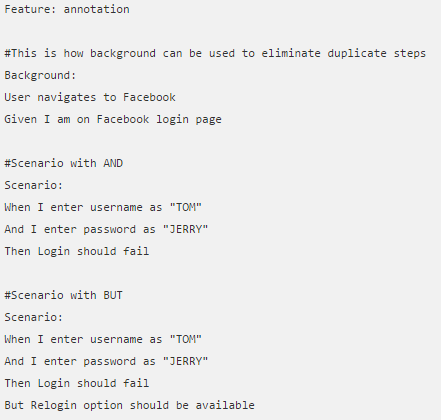 Feature: annotation
#This is how background can be used to eliminate duplicate steps
Background:
User navigates to Facebook
Given I am on Facebook login page
#Scenario with AND
Scenario:
When I enter username as "TOM"
And I enter password as "JERRY"
Then Login should fail
#Scenario with BUT
Scenario:
When I enter username as "TOM"
And I enter password as "JERRY"
Then Login should fail
But Relogin option should be available